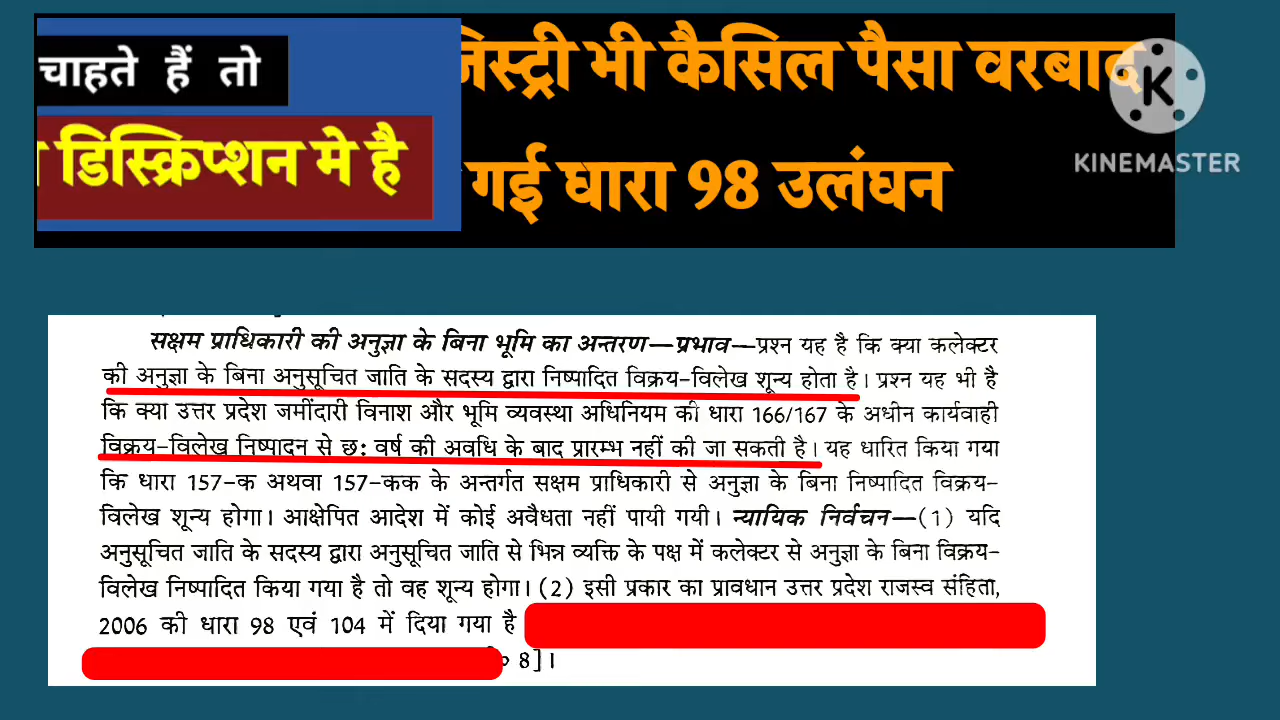 चाहते हैं तो
डिस्क्रिप्शन मे है
जिस्ट्री भी कैसिल पैसा वरबाद
गई घारा 98 उलंघन
KINEMASTER
सक्षम प्राधिकारी की अनुज्ञा के बिना भूमि का अन्तरण—प्रभाव—प्रश्न यह है कि क्या कलेक्टर
की अनुज्ञा के बिना अनुसूचित जाति के सदस्य द्वारा निष्पादित विक्रय-विलेख शून्य होता है। प्रश्न यह भी है
कि क्या उत्तर प्रदेश जमींदारी विनाश और भूमि व्यवस्था अधिनियम की धारा 166/167 के अधीन कार्यवाही
विक्रय-विलेख निष्पादन से छः वर्ष की अवधि के बाद प्रारम्भ नहीं की जा सकती है। यह धारित किया गया
कि धारा 157-क अथवा 157-कक के अन्तर्गत सक्षम प्राधिकारी से अनुज्ञा के बिना निष्पादित विक्रय-
विलेख शून्य होगा। आक्षेपित आदेश में कोई अवैधता नहीं पायी गयी। न्यायिक निर्वचन—(1) यदि
अनुसूचित जाति के सदस्य द्वारा अनुसूचित जाति से भिन्न व्यक्ति के पक्ष में कलेक्टर से अनुज्ञा के बिना विक्रय-
विलेख निष्पादित किया गया है तो वह शून्य होगा। (2) इसी प्रकार का प्रावधान उत्तर प्रदेश राजस्व संहिता,
2006 की धारा 98 एवं 104 में दिया गया है
8]।